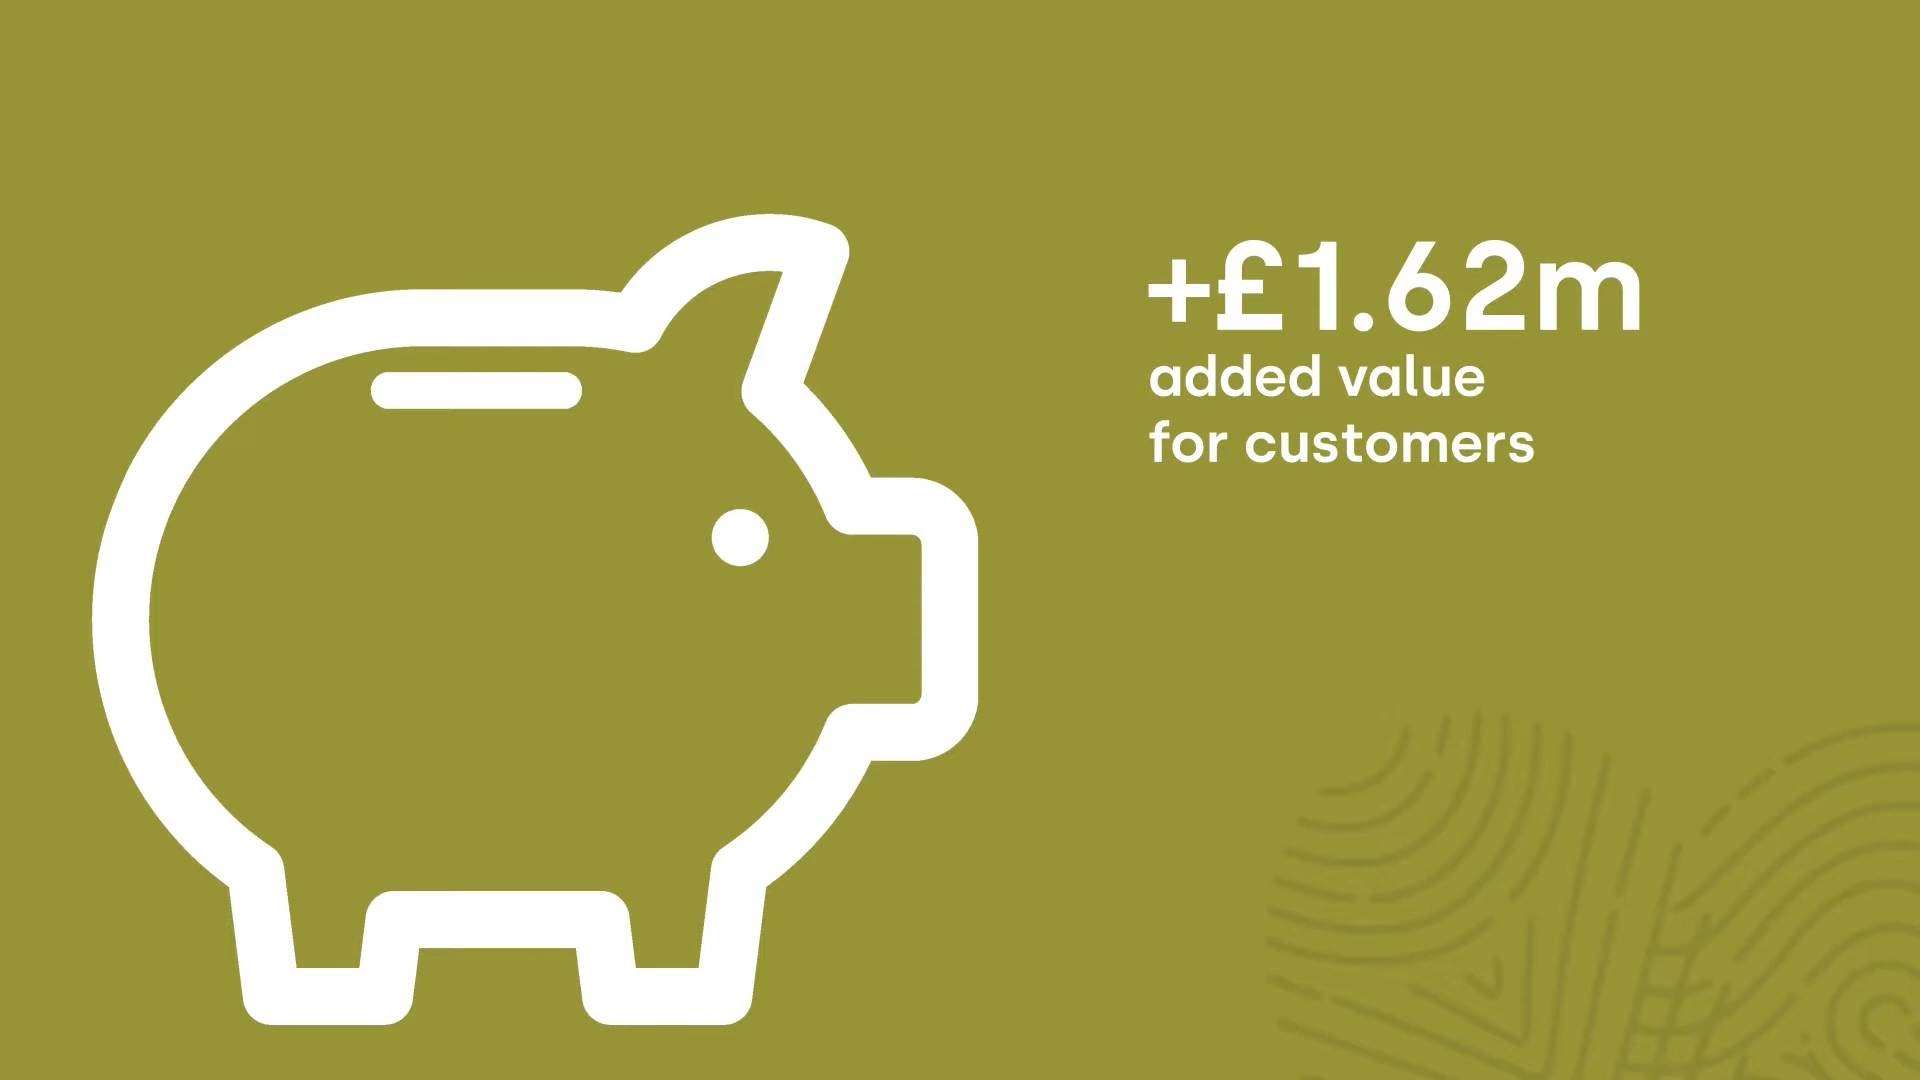 +£1.62m
added value
for customers